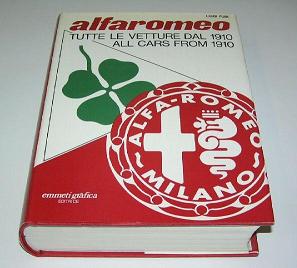 LUIGI FUSI
alfaromeo
TUTTE LE VETTURE DAL 1910
ALL CARS FROM 1910
ALFA-ROMEO
MILANO
emmeti grafica
EDITRICE